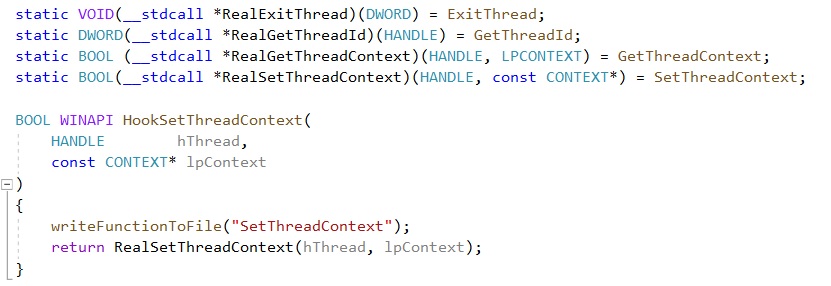 static VOID(__stdcall *RealExitThread)(DWORD) = ExitThread;
static DWORD(__stdcall *RealGetThreadId)(HANDLE) = GetThreadId;
static BOOL (__stdcall *RealGetThreadContext)(HANDLE, LPCONTEXT) = GetThreadContext;
static BOOL(__stdcall *RealSetThreadContext)(HANDLE, const CONTEXT*) = SetThreadContext;

BOOL WINAPI HookSetThreadContext(
    HANDLE        hThread,
    const CONTEXT* lpContext
)
{
    writeFunctionToFile("SetThreadContext");
    return RealSetThreadContext(hThread, lpContext);
}